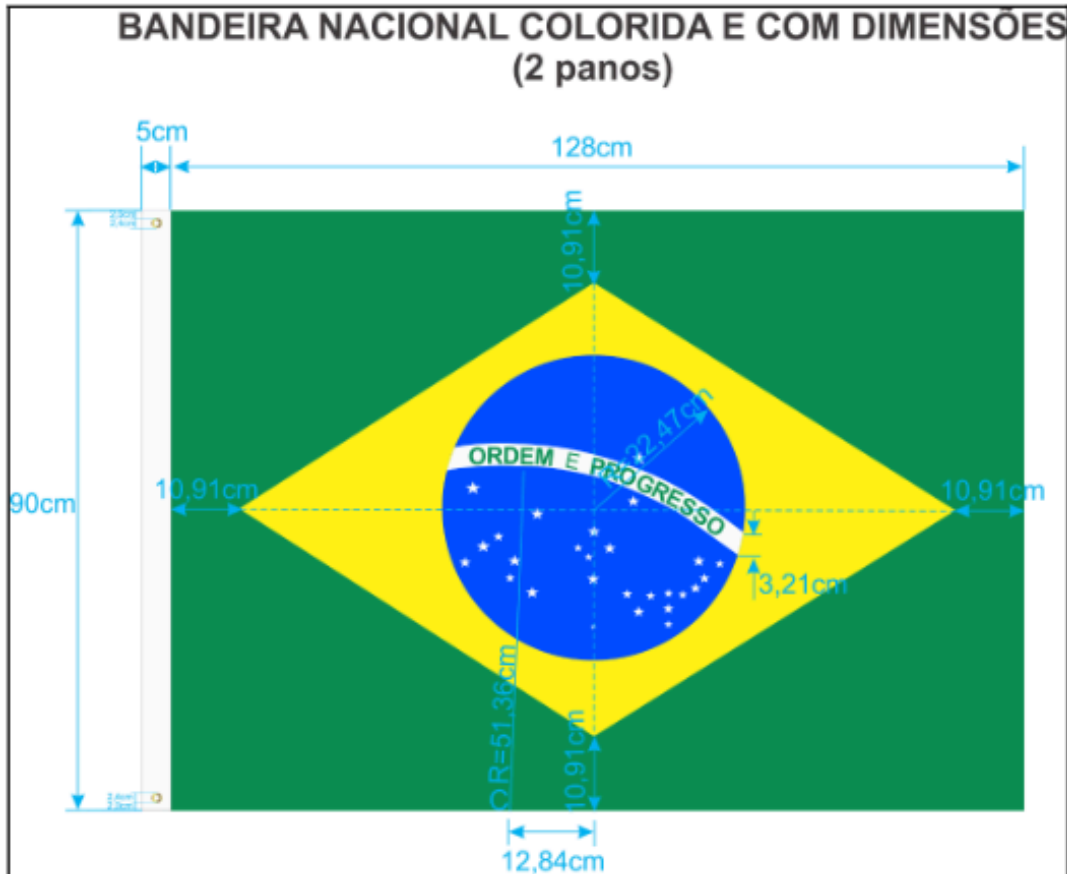 BANDEIRA NACIONAL COLORIDA E COM DIMENSÕES
(2 panos)
5cm
128cm
10,91cm
22,47cm
ORDEM E PROGRESSO
90cm
10,91cm
10,91cm
3,21cm
R=51,36cm
10,91cm
12,84cm